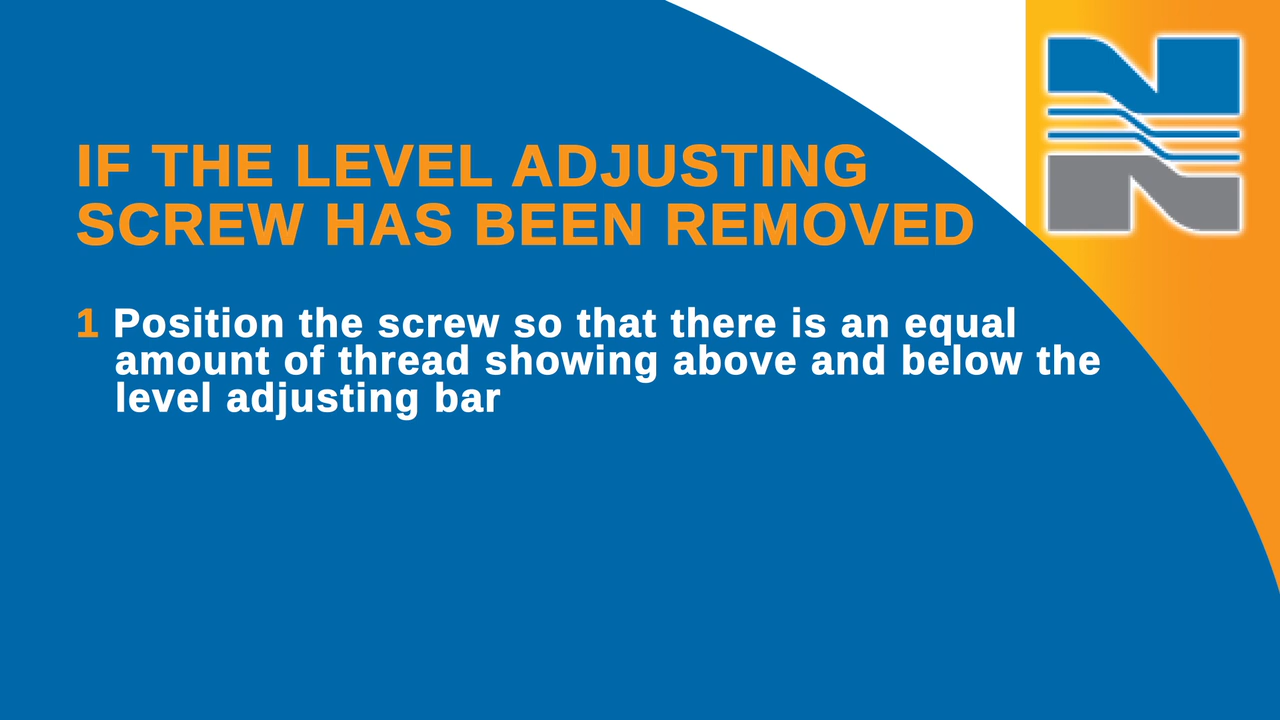 IF THE LEVEL ADJUSTING
SCREW HAS BEEN REMOVED
1 Position the screw so that there is an equal
amount of thread showing above and below the
level adjusting bar